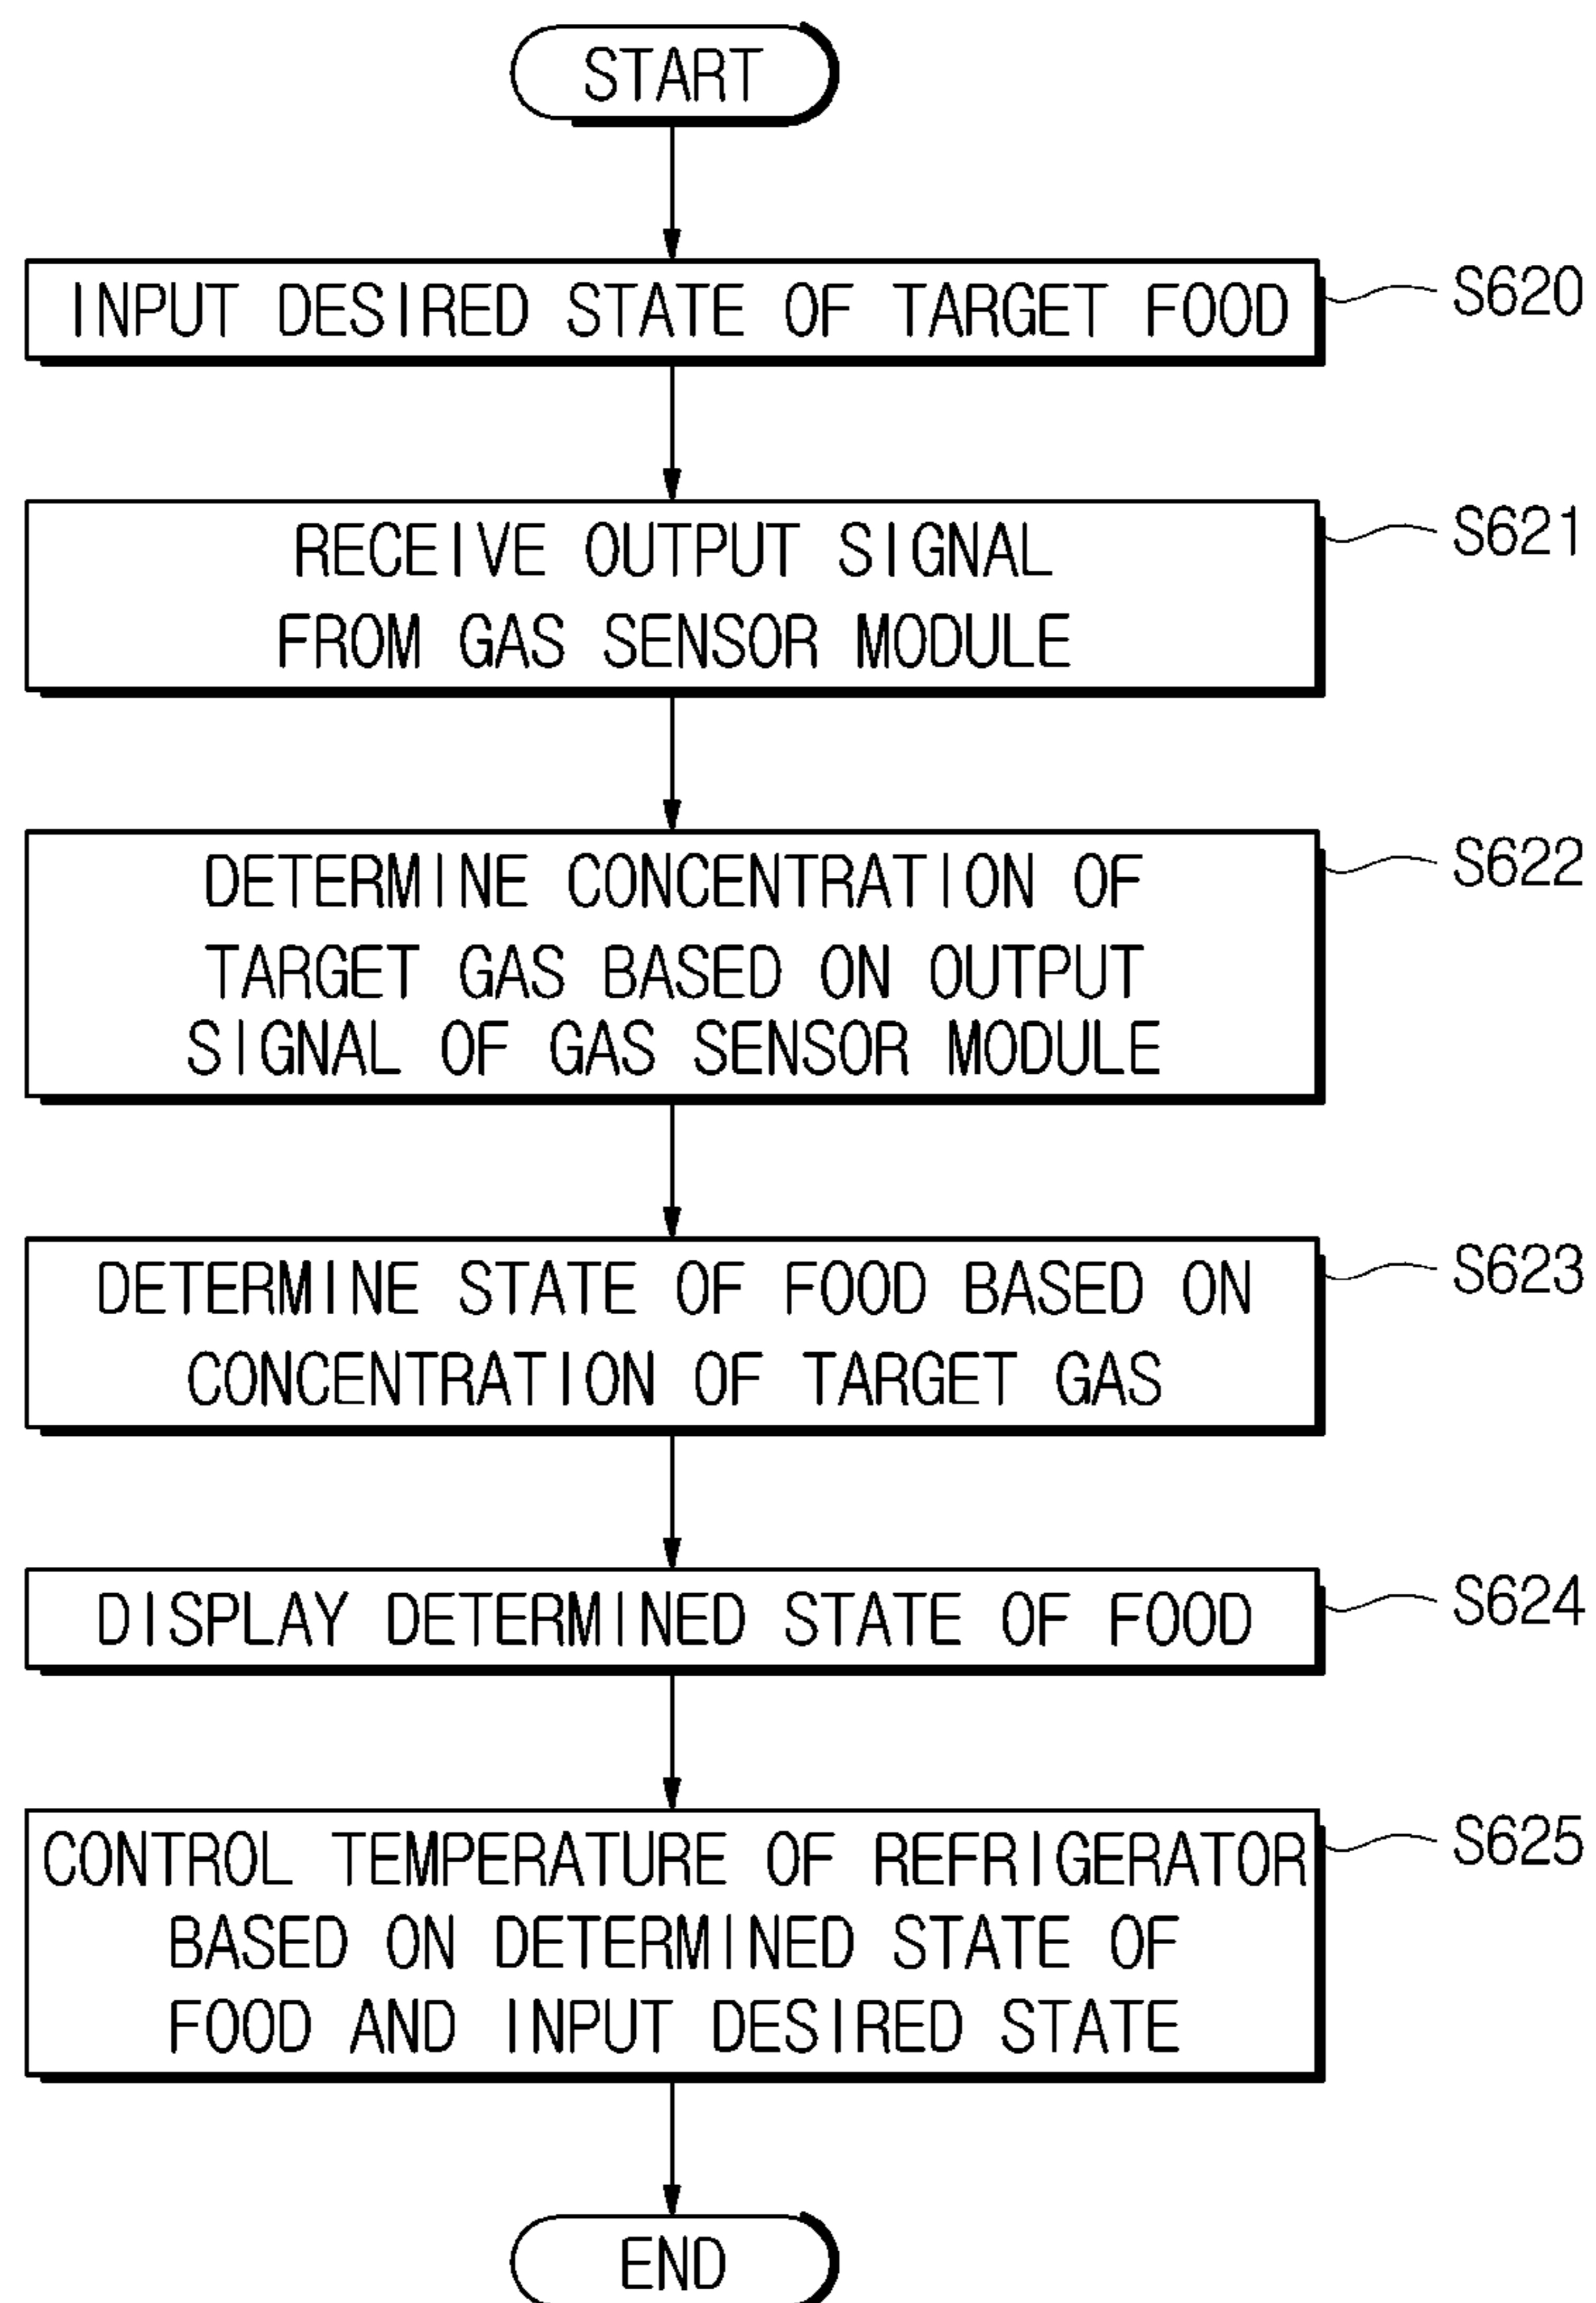 START
INPUT DESIRED STATE OF TARGET FOOD
S620
RECEIVE OUTPUT SIGNAL
FROM GAS SENSOR MODULE
S621
DETERMINE CONCENTRATION OF
TARGET GAS BASED ON OUTPUT
SIGNAL OF GAS SENSOR MODULE
S622
DETERMINE STATE OF FOOD BASED ON
CONCENTRATION OF TARGET GAS
S623
DISPLAY DETERMINED STATE OF FOOD
S624
CONTROL TEMPERATURE OF REFRIGERATOR
BASED ON DETERMINED STATE OF
FOOD AND INPUT DESIRED STATE
S625
END